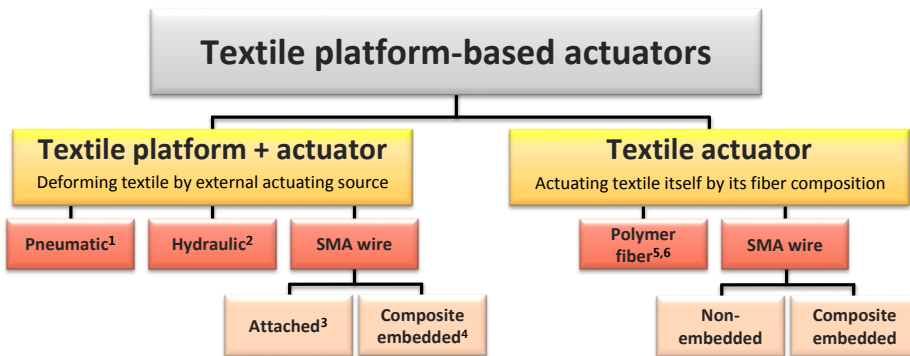 Textile platform-based actuators
Textile platform + actuator
Deforming textile by external actuating source
Textile actuator
Actuating textile itself by its fiber composition
Pneumatic¹
Hydraulic²
SMA wire
Polymer
fiber⁵,⁶
SMA wire
Attached³
Composite
embedded⁴
Non-
embedded
Composite
embedded